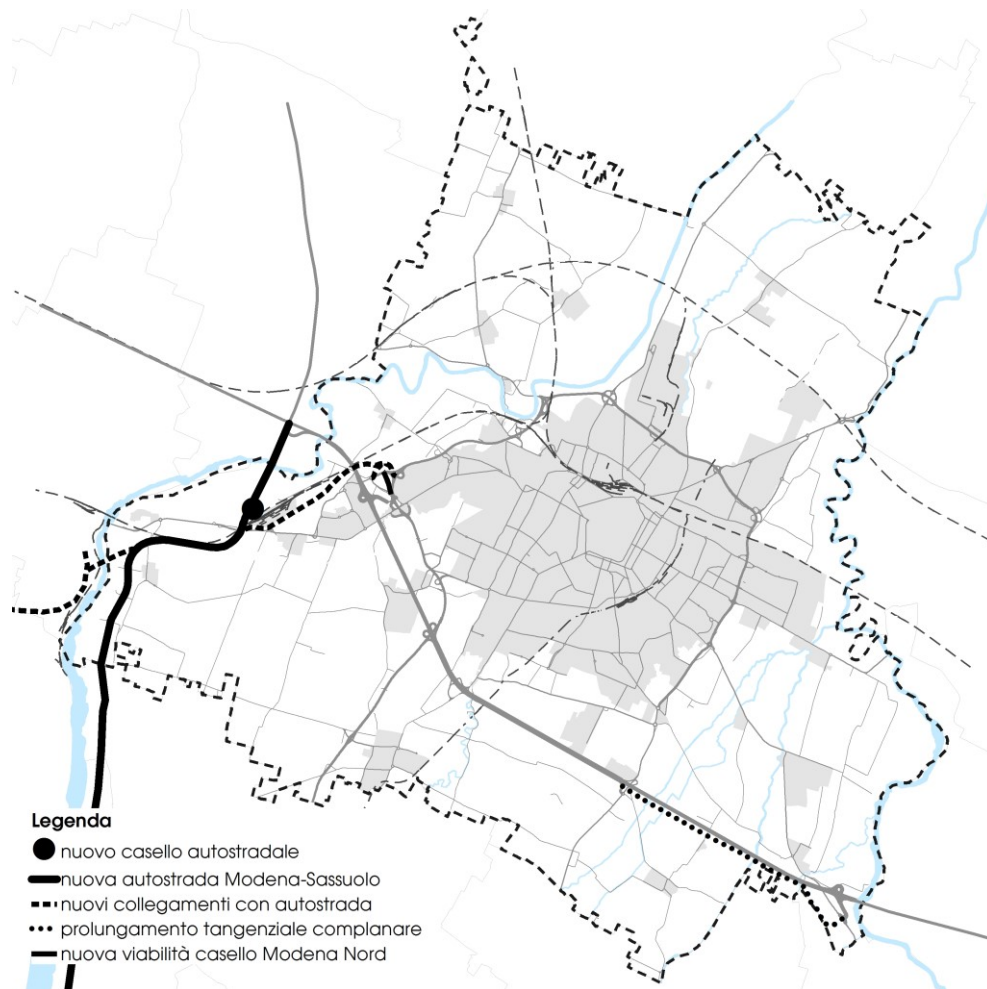 Legenda
nuovo casello autostradale
nuova autostrada Modena-Sassuolo
nuovi collegamenti con autostrada
prolungamento tangenziale complanare
nuova viabilità casello Modena Nord